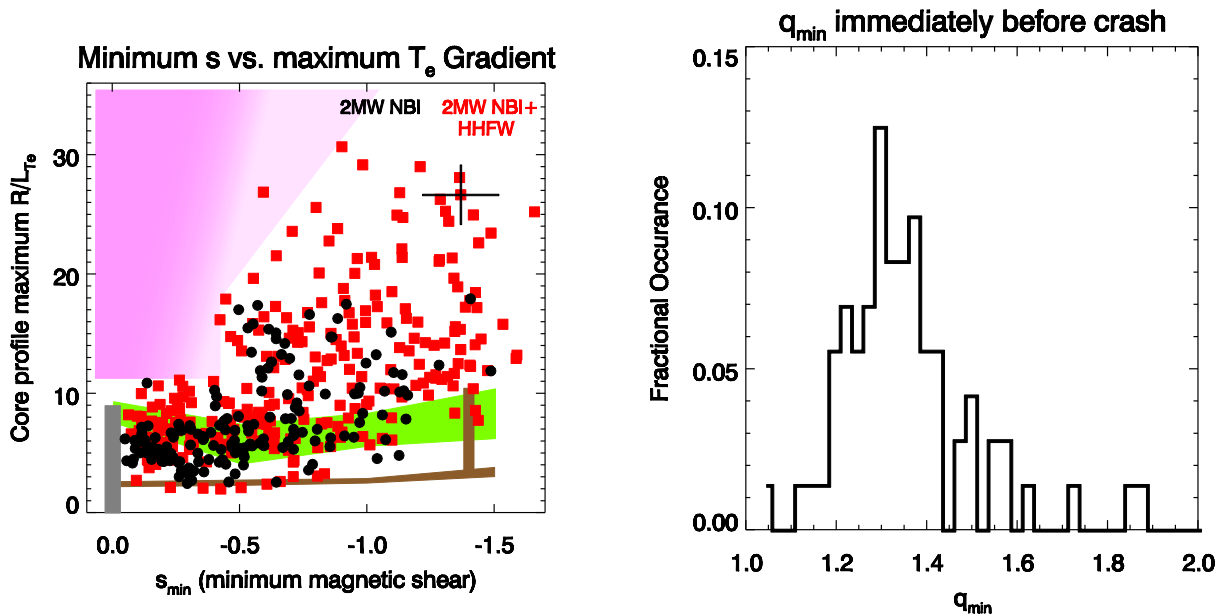 Minimum s vs. maximum Te Gradient
2MW NBI
2MW NBI+
HHFW
Core profile maximum R/LTe
30
20
10
0
0.0 -0.5 -1.0 -1.5
smin (minimum magnetic shear)
qmin immediately before crash
Fractional Occurance
0.15
0.10
0.05
0.00
1.0 1.2 1.4 1.6 1.8 2.0
qmin